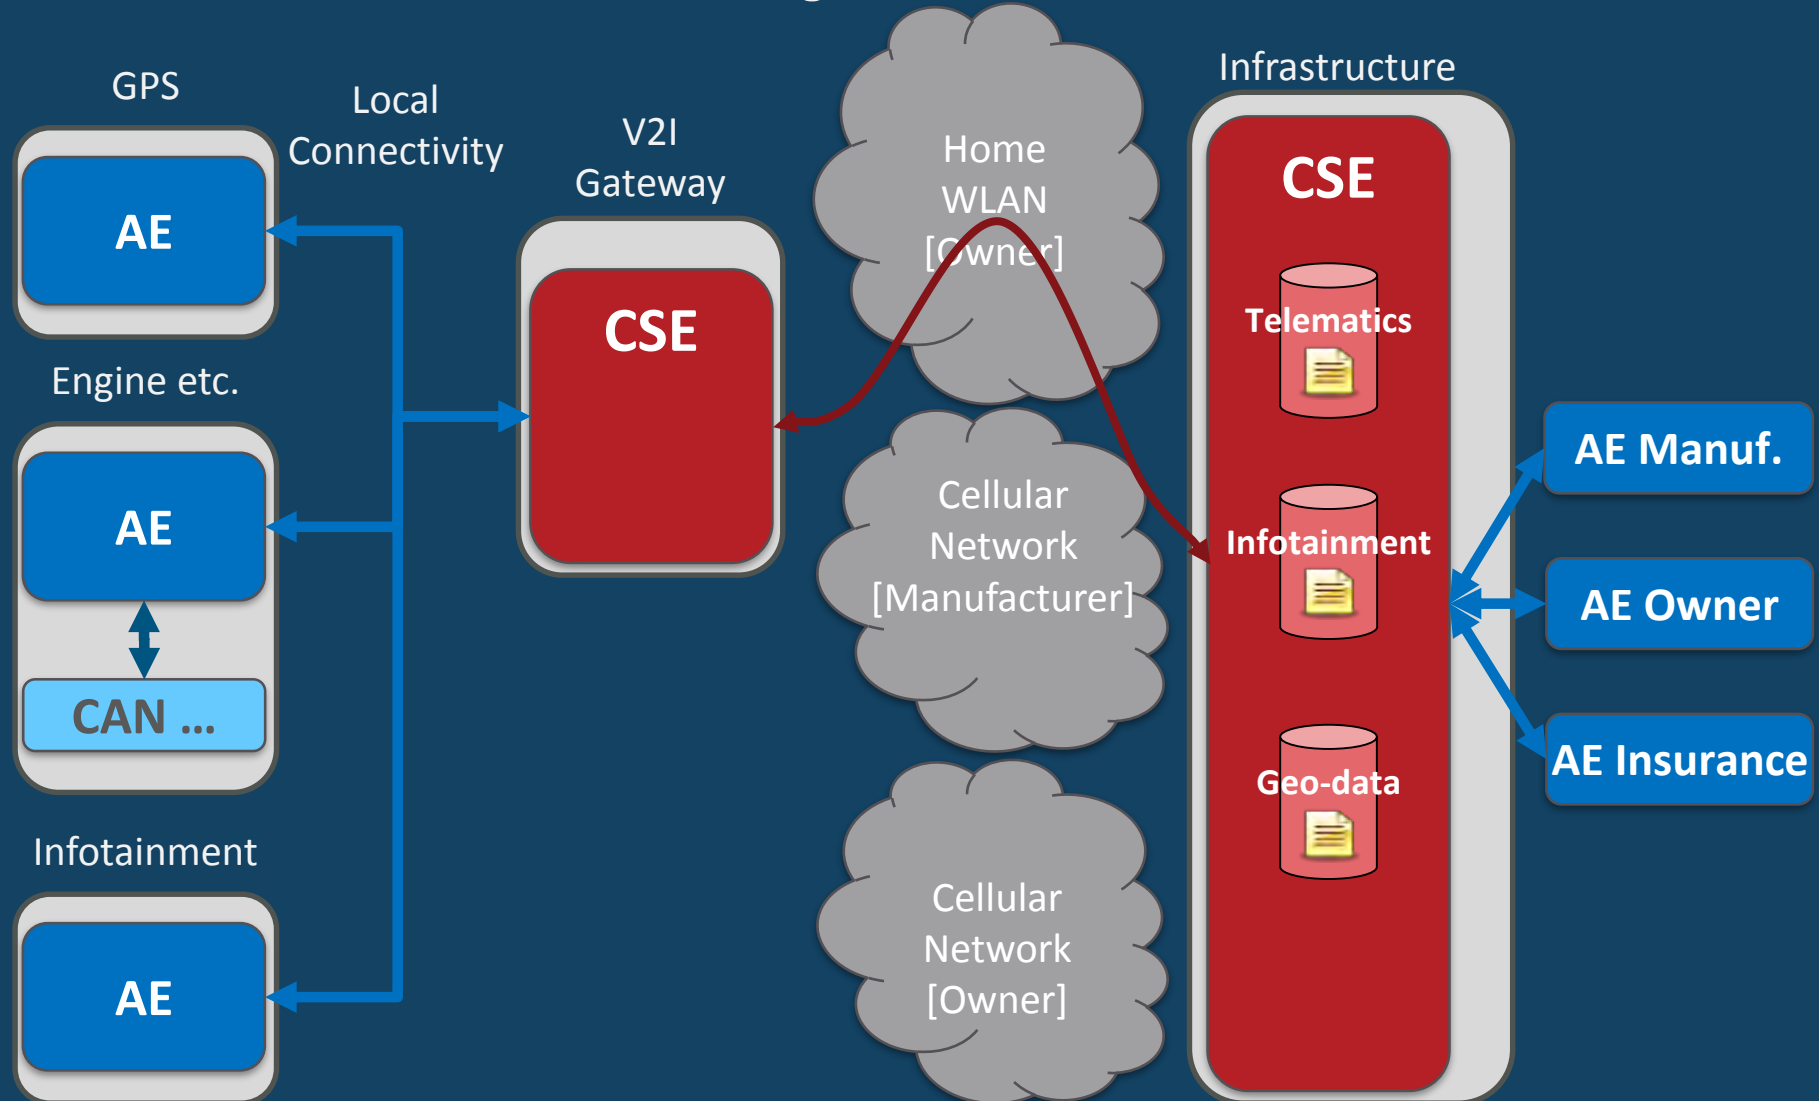 GPS
AE
Engine etc.
AE
CAN ...
Infotainment
AE
Local
Connectivity
V2I
Gateway
CSE
Home
WLAN
[Owner]
Cellular
Network
[Manufacturer]
Cellular
Network
[Owner]
Infrastructure
CSE
Telematics
Infotainment
Geo-data
AE Manuf.
AE Owner
AE Insurance